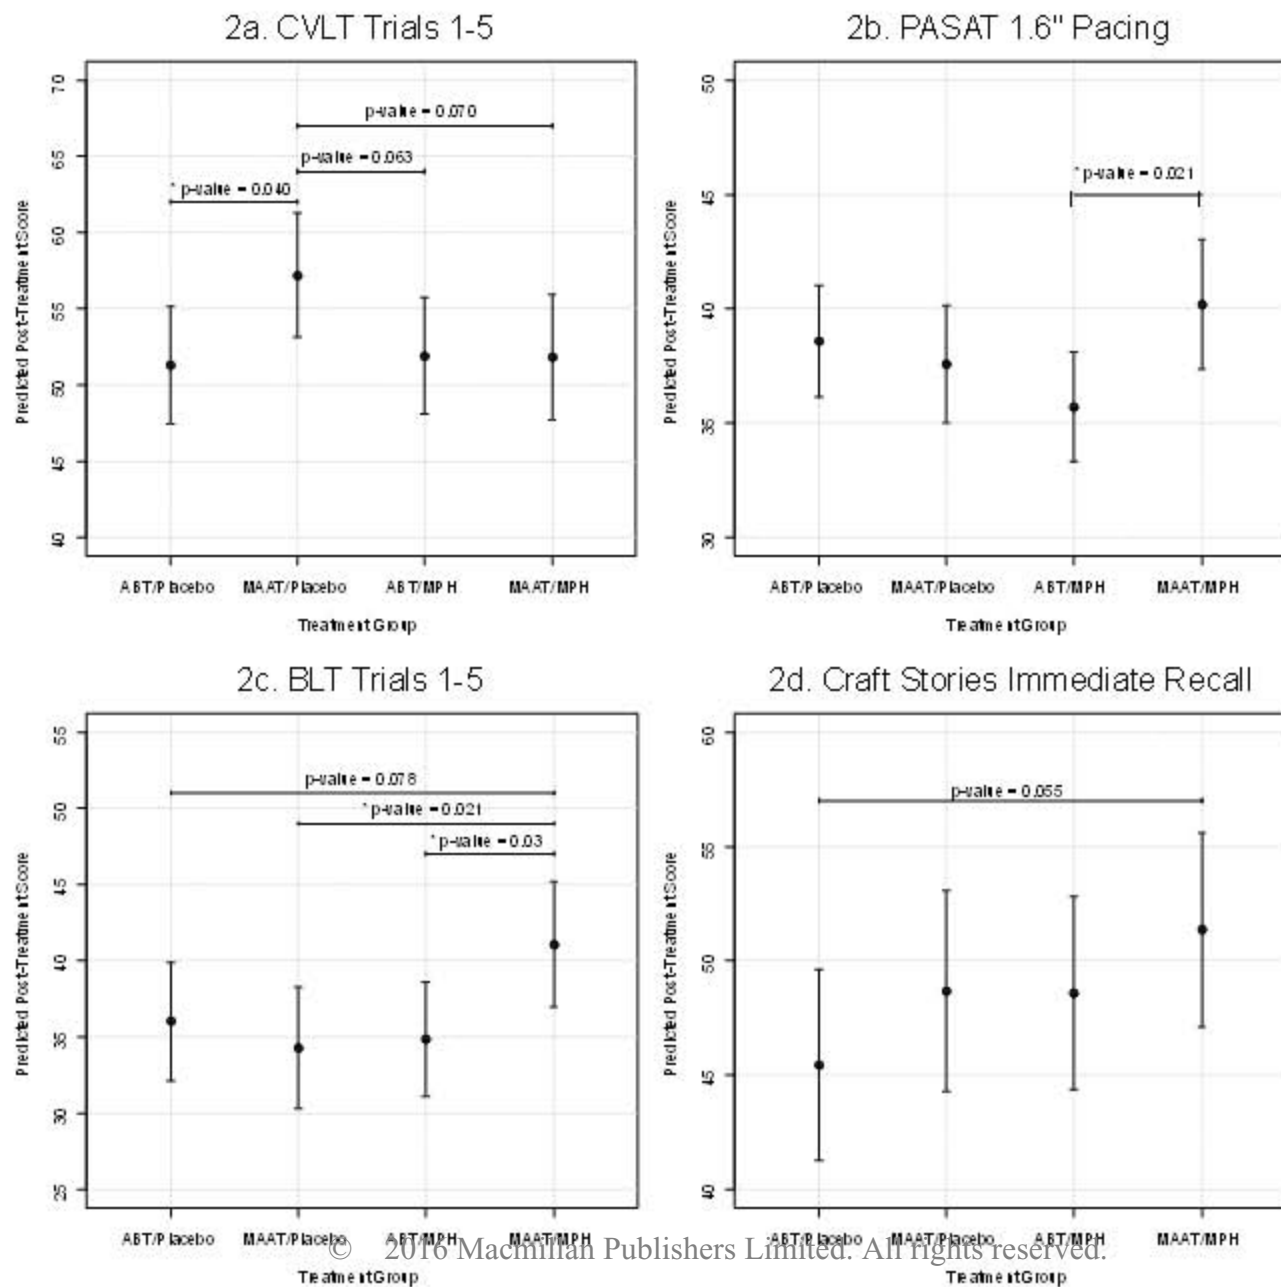 2a. CVLT Trials 1-5
Predicted Post-Treatment Score
70
65
60
55
50
45
40
p-value = 0.070
p-value = 0.063
* p-value = 0.040
ABT/Placebo MAAT/Placebo ABT/MPH MAAT/MPH
Treatment Group
2b. PASAT 1.6" Pacing
Predicted Post-Treatment Score
50
45
40
35
30
* p-value = 0.021
ABT/Placebo MAAT/Placebo ABT/MPH MAAT/MPH
Treatment Group
2c. BLT Trials 1-5
Predicted Post-Treatment Score
55
50
45
40
35
30
25
p-value = 0.078
* p-value = 0.021
* p-value = 0.03
ABT/Placebo MAAT/Placebo ABT/MPH MAAT/MPH
Treatment Group
2d. Craft Stories Immediate Recall
Predicted Post-Treatment Score
60
55
50
45
40
p-value = 0.055
ABT/Placebo MAAT/Placebo ABT/MPH MAAT/MPH
Treatment Group
© 2016 Macmillan Publishers Limited. All rights reserved.